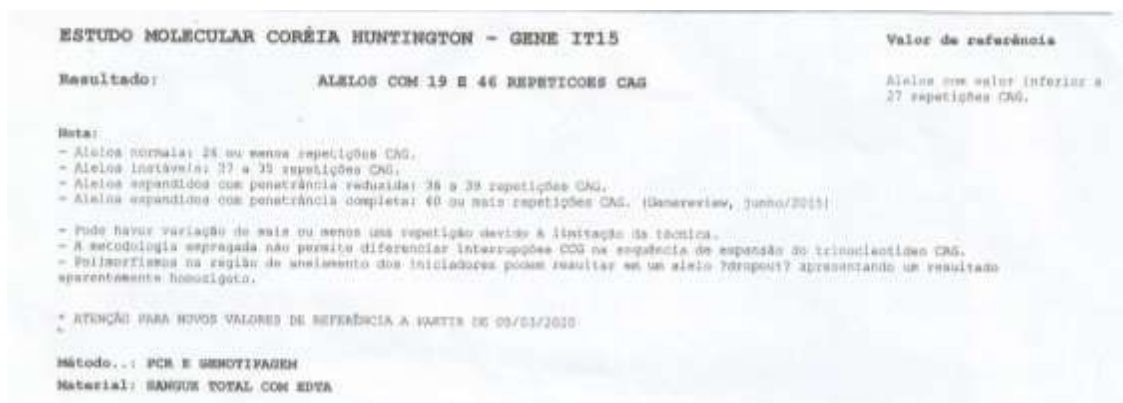 ESTUDO MOLECULAR CORÉIA HUNTINGTON - GENE IT15
Valor de referência
Resultado: ALELOS COM 19 E 46 REPETICOES CAG
Alelos com valor inferior a
27 repetições CAG.
Nota:
- Alelos normais: 26 ou menos repetições CAG.
- Alelos instáveis: 27 a 35 repetições CAG.
- Alelos expandidos com penetrância reduzida: 36 a 39 repetições CAG.
- Alelos expandidos com penetrância completa: 40 ou mais repetições CAG. (Genereview, junho/2015)
- Pode haver variação de mais ou menos uma repetição devido à limitação da técnica.
- A metodologia empregada não permite diferenciar interrupções CCG na sequência de expansão do trinucleotídeo CAG.
- Polimorfismos na região de anelamento dos iniciadores podem resultar em um alelo ?dropout? apresentando um resultado
aparentemente homozigoto.
* ATENÇÃO PARA NOVOS VALORES DE REFERÊNCIA A PARTIR DE
Método..: PCR E GENOTIPAGEM
Material: SANGUE TOTAL COM EDTA